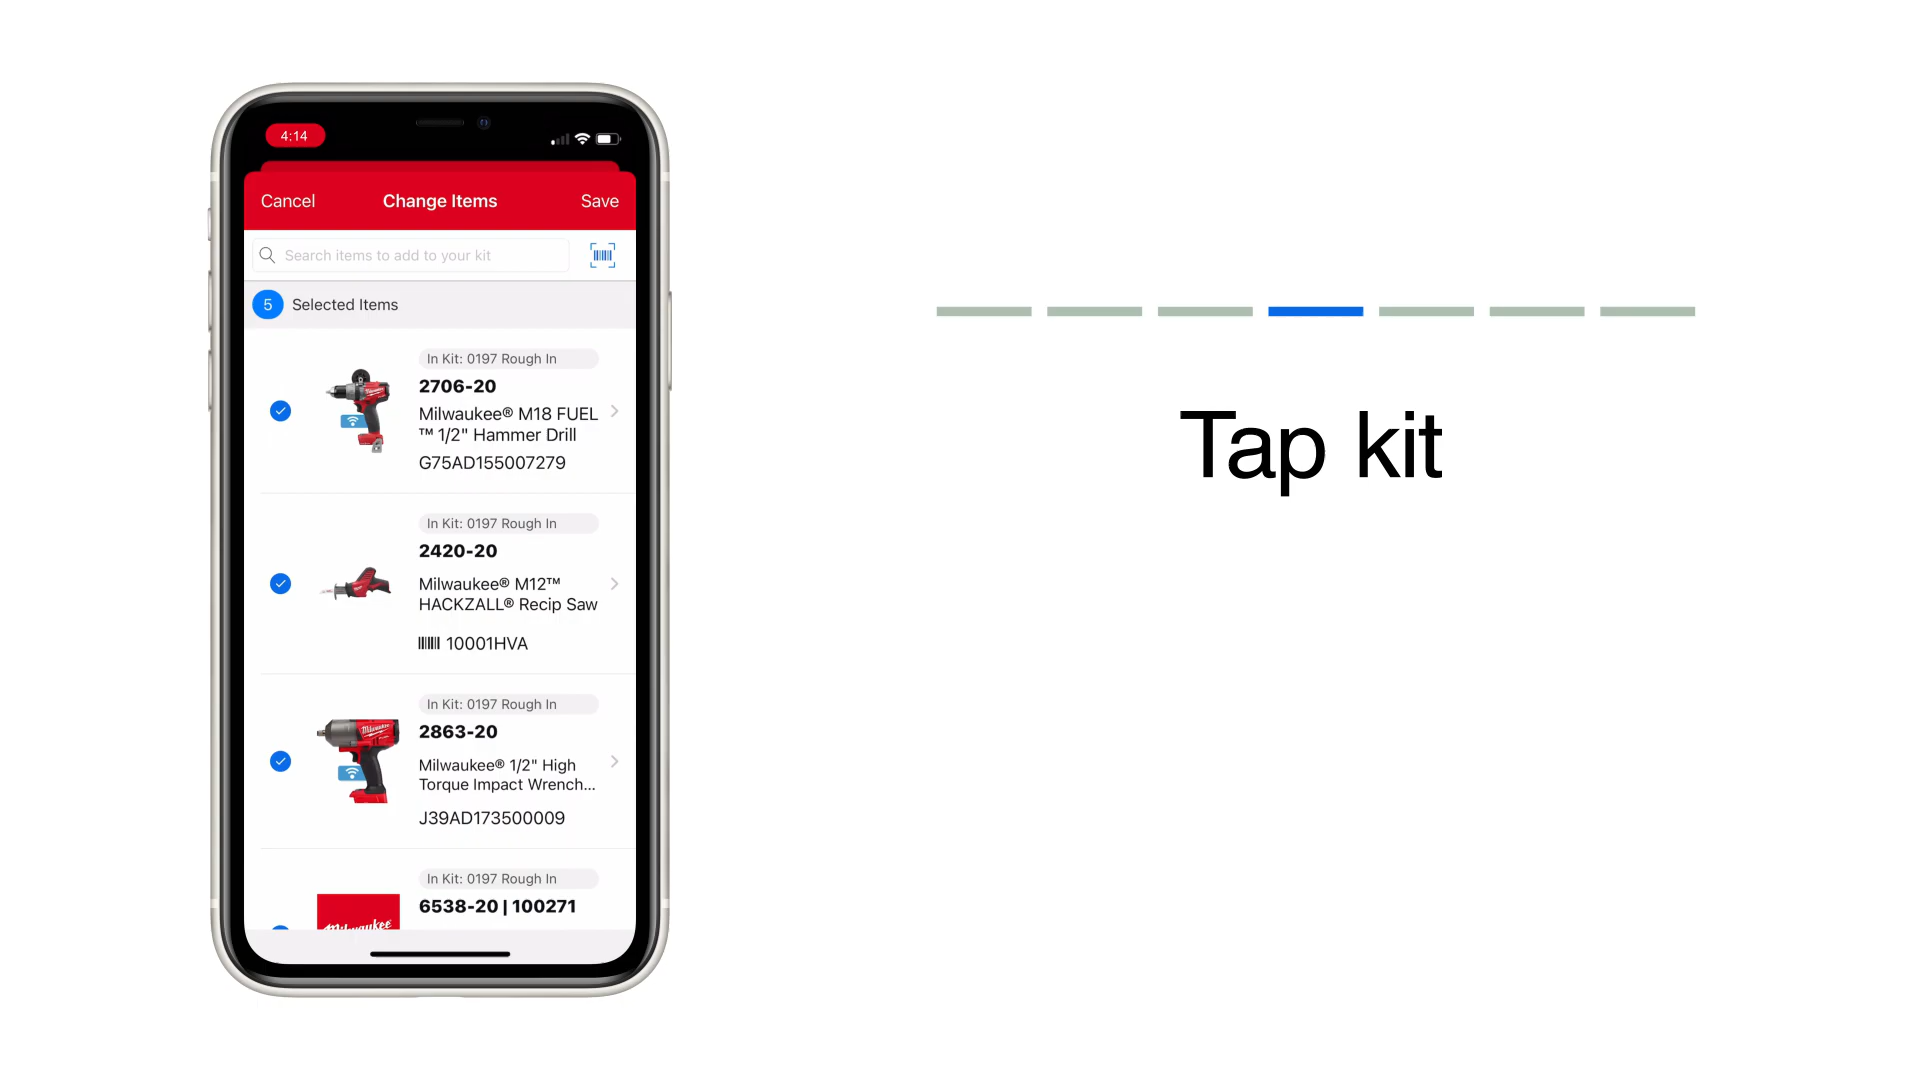 4:14
Cancel
Change Items
Save
Search items to add to your kit
5 Selected Items
In Kit: 0197 Rough In
2706-20
Milwaukee® M18 FUEL
™ 1/2" Hammer Drill
G75AD155007279
In Kit: 0197 Rough In
2420-20
Milwaukee® M12™
HACKZALL® Recip Saw
10001HVA
In Kit: 0197 Rough In
2863-20
Milwaukee® 1/2" High
Torque Impact Wrench...
J39AD173500009
In Kit: 0197 Rough In
6538-20 | 100271
Milwaukee
Tap kit